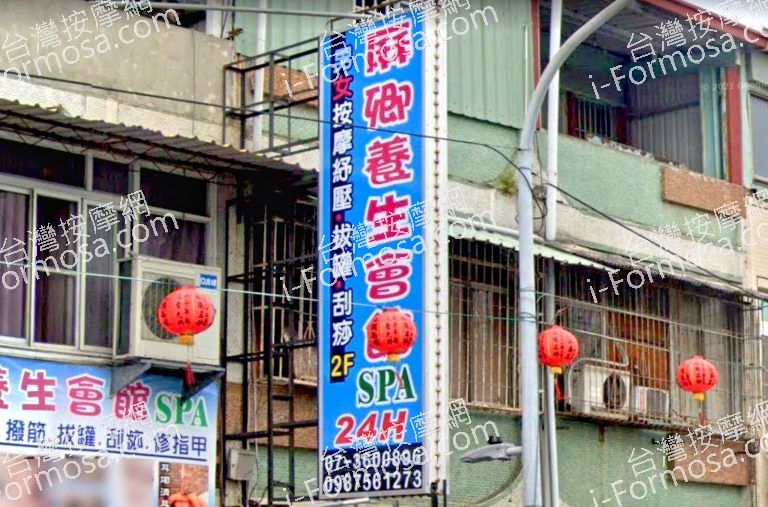 麻卿養生會館
男女按摩紓壓·拔罐·刮痧
2F
SPA
24H
07-3600896
0987561273
養生會館 SPA
撥筋.拔罐.刮痧.修指甲
台灣按摩網
i-Formosa.com